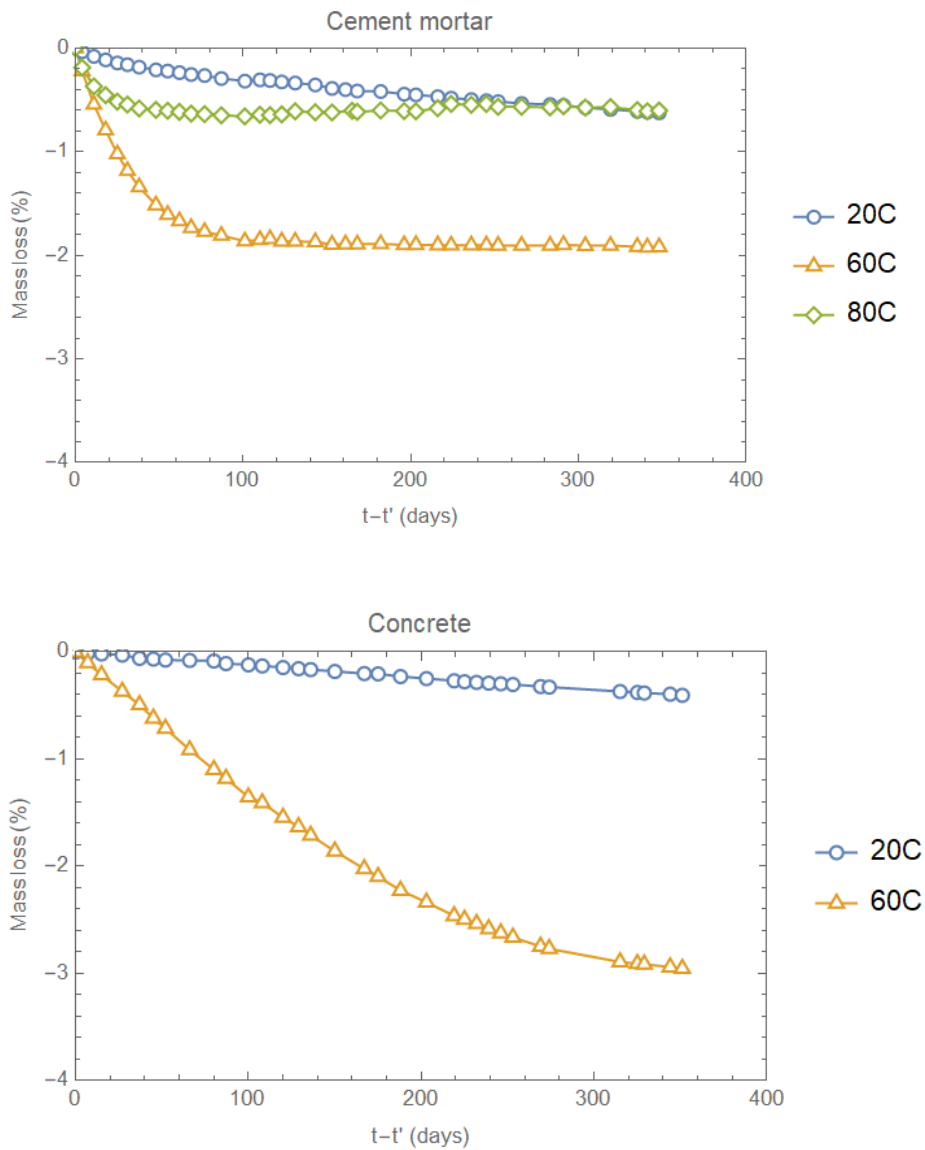 Cement mortar
0
−1
−2
−3
−4
Massloss (%)
0
100
200
300
400
t−t' (days)
20C
60C
80C
Concrete
0
−1
−2
−3
−4
Massloss (%)
0
100
200
300
400
t−t' (days)
20C
60C